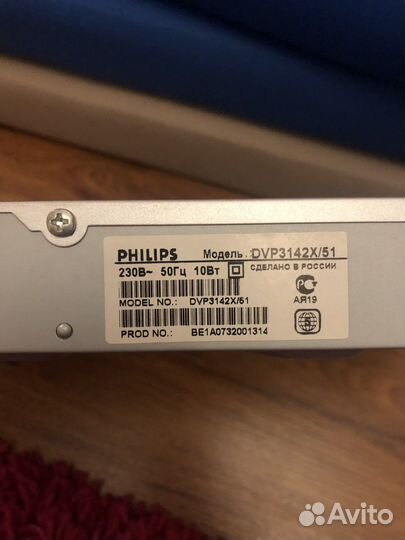 PHILIPS Модель : DVP3142X/51
230В~ 50Гц 10Вт СДЕЛАНО В РОССИИ
MODEL NO.: DVP3142X/51
АЯ19
PROD NO.: BE1A0732001314
Avito